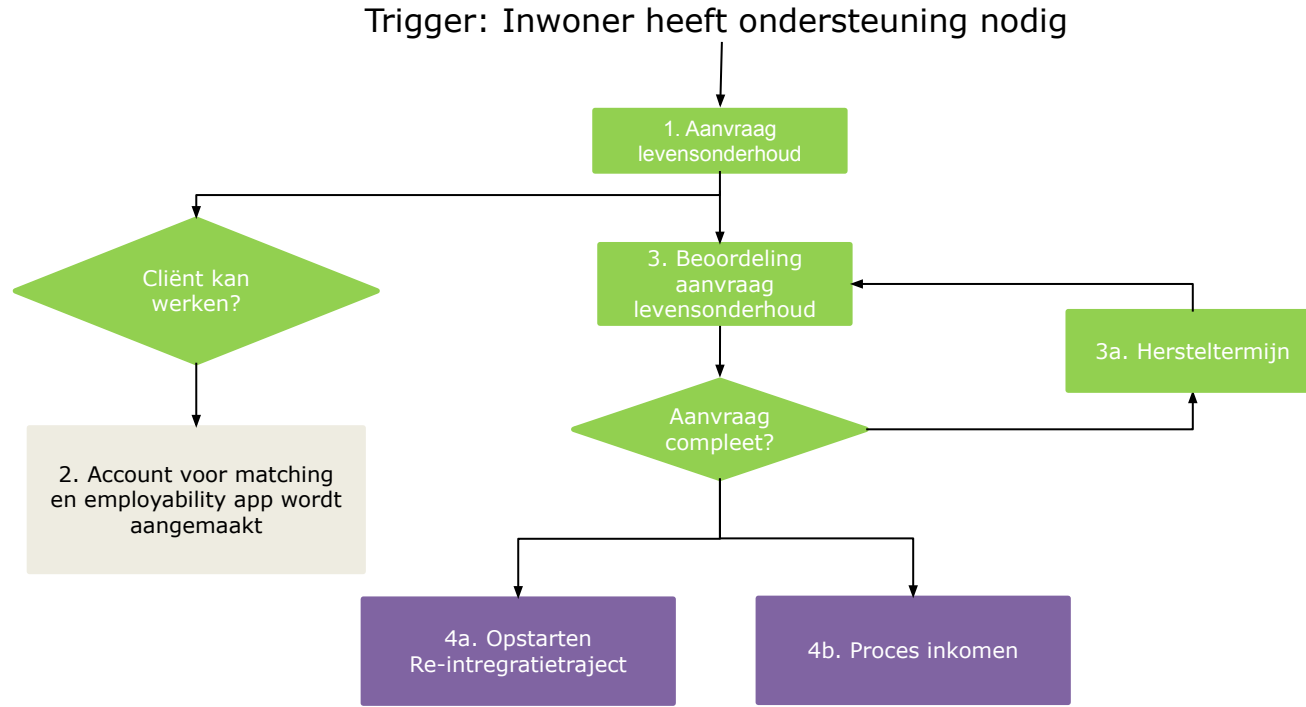 Trigger: Inwoner heeft ondersteuning nodig
1. Aanvraag
levensonderhoud
Cliënt kan
werken?
3. Beoordeling
aanvraag
levensonderhoud
3a. Hersteltermijn
Aanvraag
compleet?
2. Account voor matching
en employability app wordt
aangemaakt
4a. Opstarten
Re-intregratietraject
4b. Proces inkomen